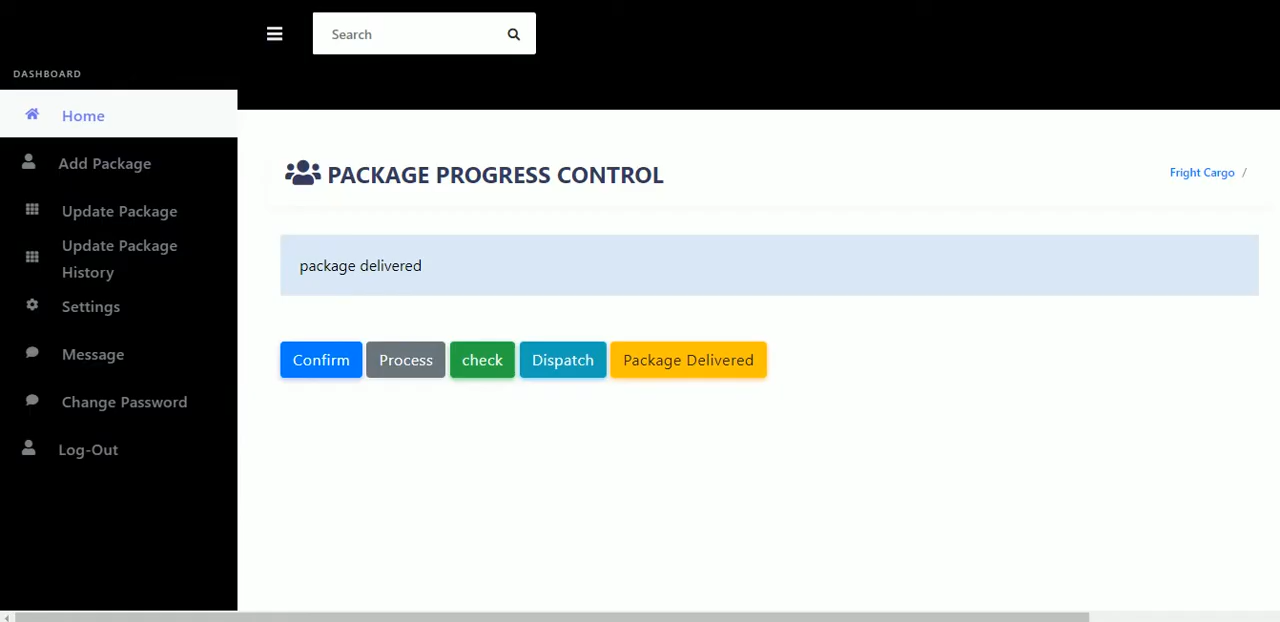 Search
DASHBOARD
Home
Add Package
Update Package
Update Package
History
Settings
Message
Change Password
Log-Out
PACKAGE PROGRESS CONTROL
Fright Cargo /
package delivered
Confirm Process check Dispatch Package Delivered